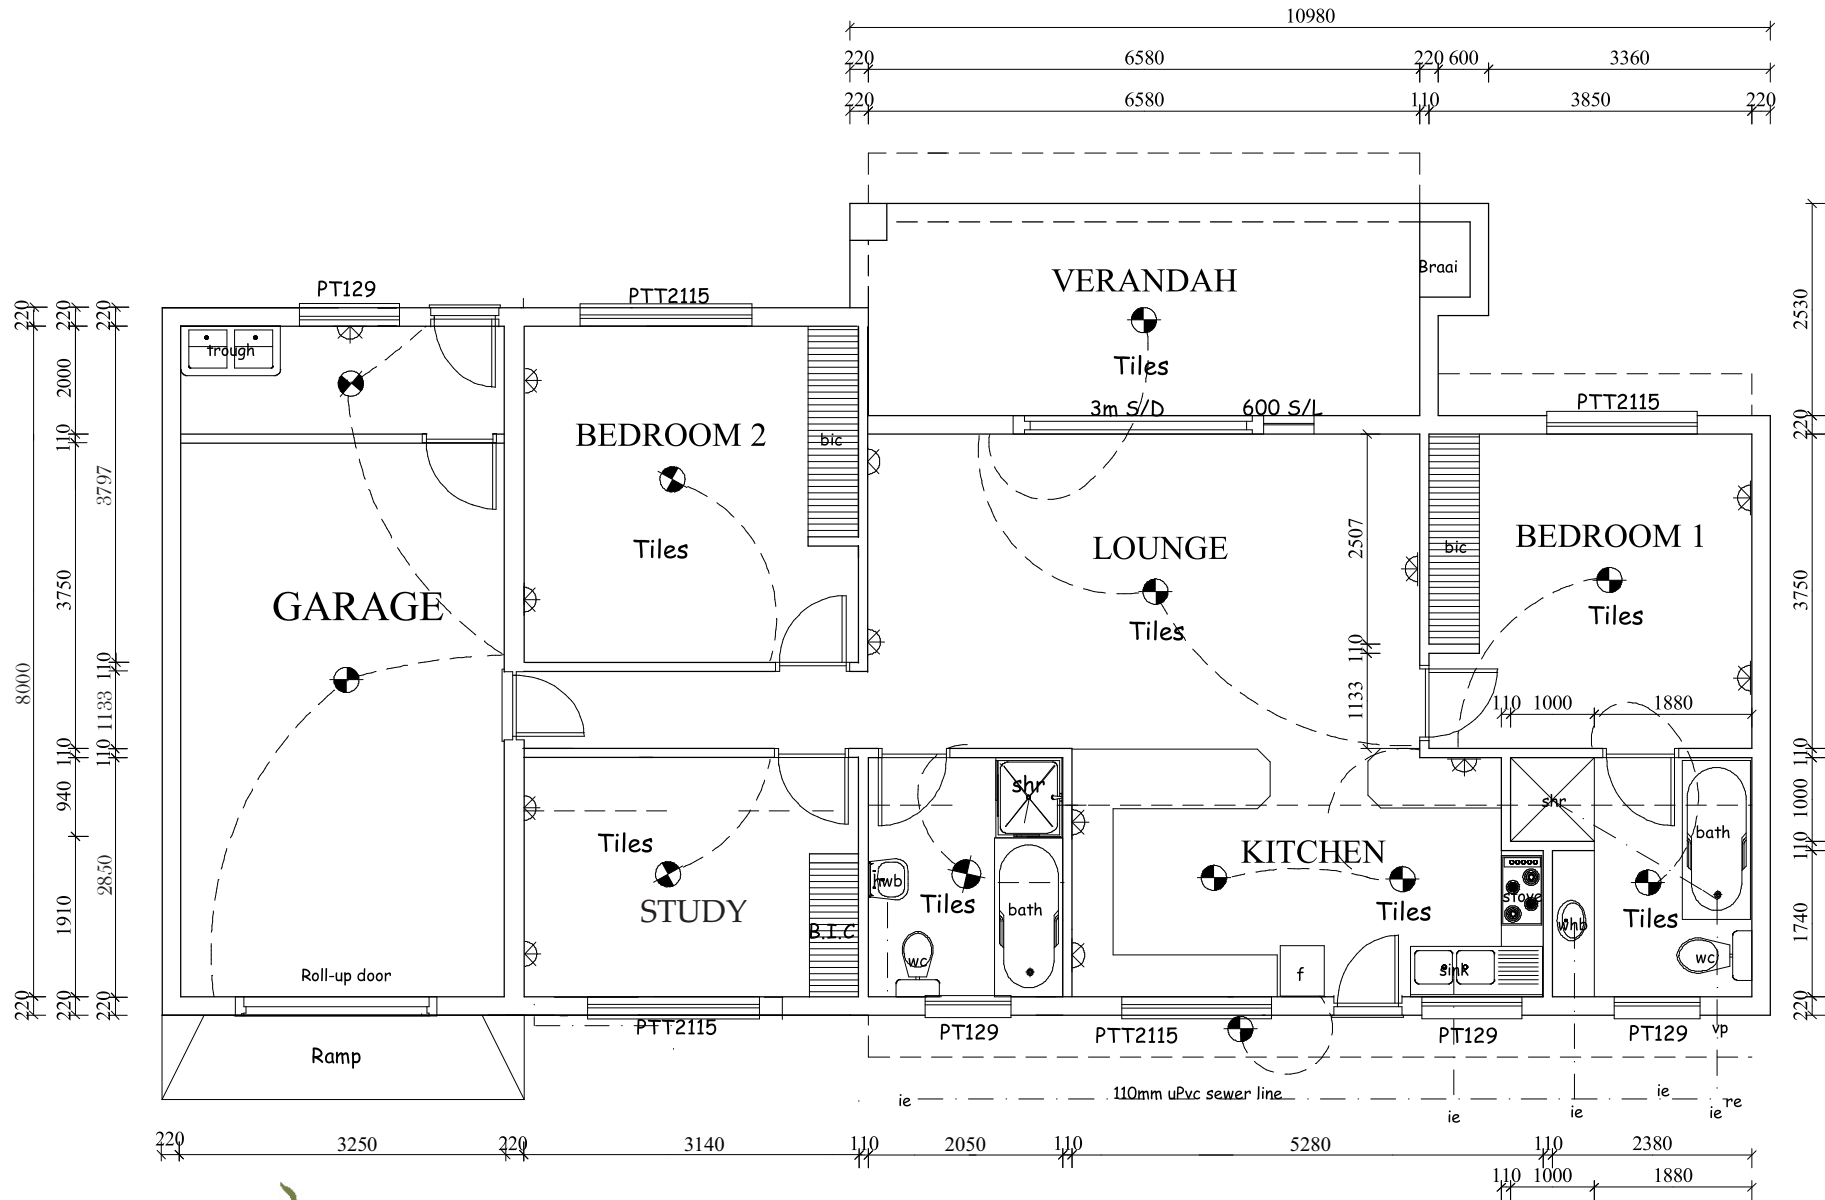 10980
220 6580 220 600 3360
220 6580 110 3850 220
VERANDAH
Braai
Tiles
3m S/D
600 S/L
PT129
PTT2115
PTT2115
trough
BEDROOM 2
bic
Tiles
GARAGE
LOUNGE
Tiles
2507
110
1133
bic
BEDROOM 1
Tiles
110 1000 1880
220
8000
220
220
2000
110
3750
110
940
1910
220
220
3797
110
1133
110
2850
220
2530
220
3750
110
1000
110
1740
220
Tiles
STUDY
B.I.C
shr
hwb
Tiles
bath
wc
KITCHEN
Tiles
stove
f
sink
shr
bath
whb
Tiles
wc
Roll-up door
Ramp
PTT2115
PT129
PTT2115
PT129
PT129
vp
110mm uPvc sewer line
ie
ie
ie
ie
ie
re
220 3250 220 3140 110 2050 110 5280 110 2380
110 1000 1880